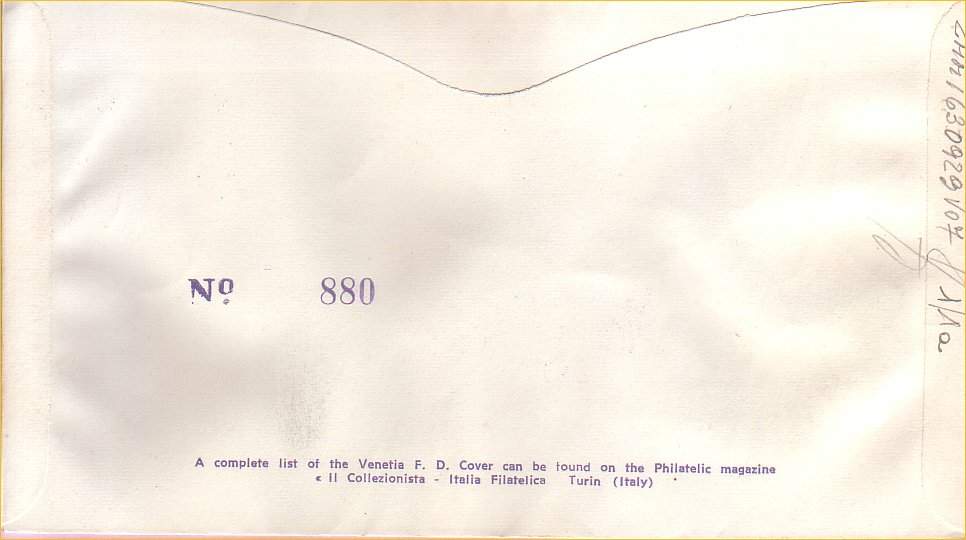 Nº 880
A complete list of the Venetia F. D. Cover can be found on the Philatelic magazine
« Il Collezionista - Italia Filatelica Turin (Italy)